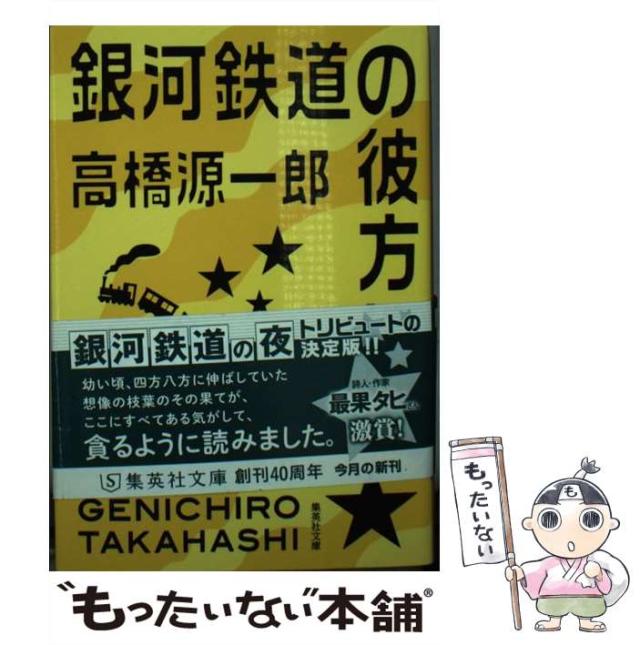 銀河鉄道の彼方に
高橋源一郎
銀河鉄道の夜
トリビュートの
決定版!!
幼い頃、四方八方に伸ばしていた
想像の枝葉のその果てが、
ここにすべてある気がして、
貪るように読みました。
詩人・作家
最果タヒさん
激賞!
S 集英社文庫 創刊40周年 今月の新刊
GENICHIRO
TAKAHASHI
集英社文庫
"もったいない"本舗®
もったいない
も